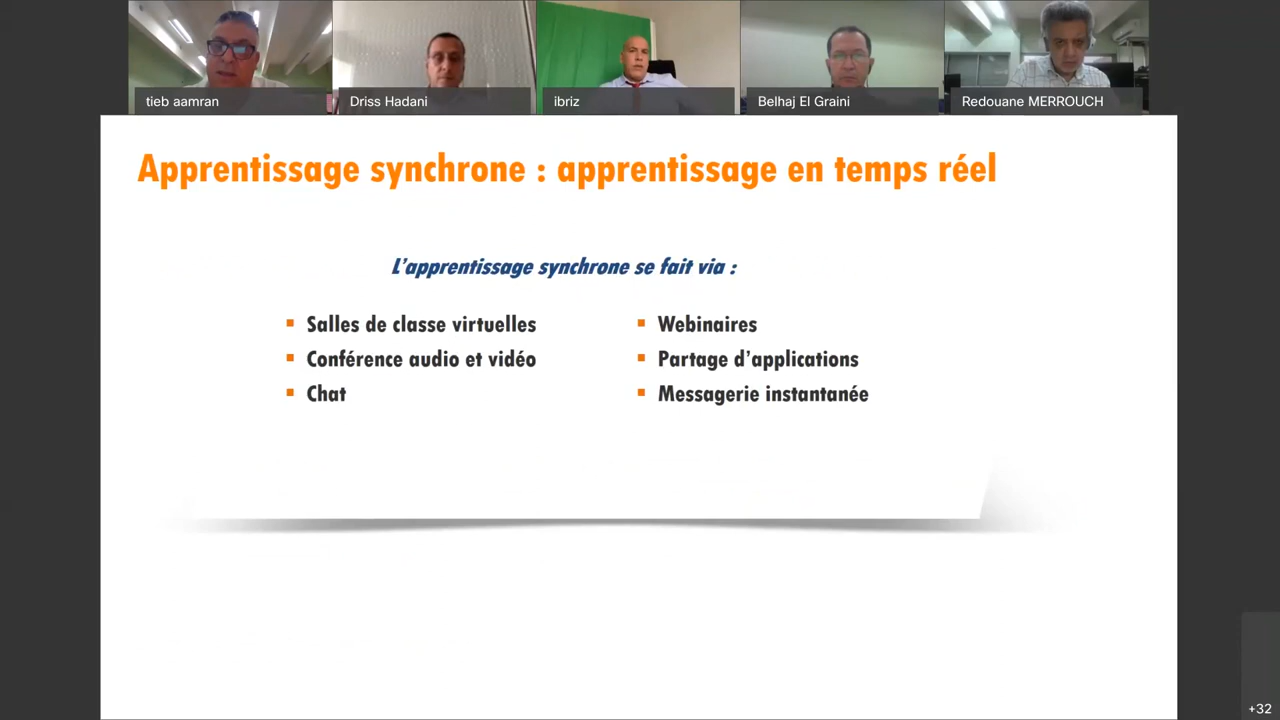 tieb aamran
Driss Hadani
ibriz
Belhaj El Graini
Redouane MERROUCH
Apprentissage synchrone : apprentissage en temps réel
L'apprentissage synchrone se fait via :
▪ Salles de classe virtuelles
▪ Conférence audio et vidéo
▪ Chat
▪ Webinaires
▪ Partage d'applications
▪ Messagerie instantanée
+32